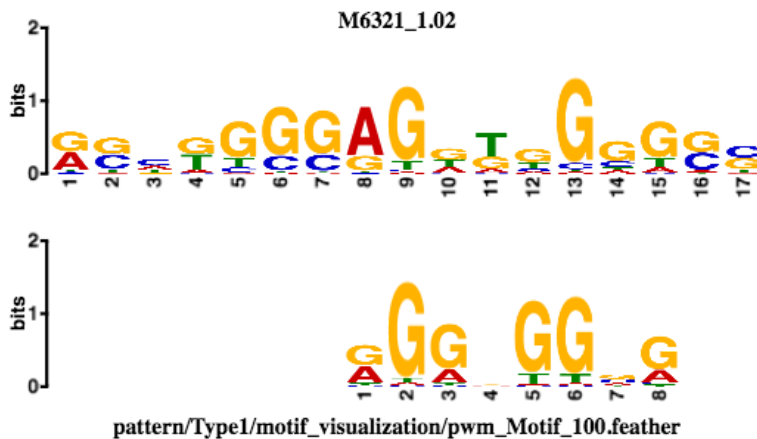 M6321_1.02
2
bits
1
0
1 2 3 4 5 6 7 8 9 10 11 12 13 14 15 16 17
2
bits
1
0
1 2 3 4 5 6 7 8
pattern/Type1/motif_visualization/pwm_Motif_100.feather